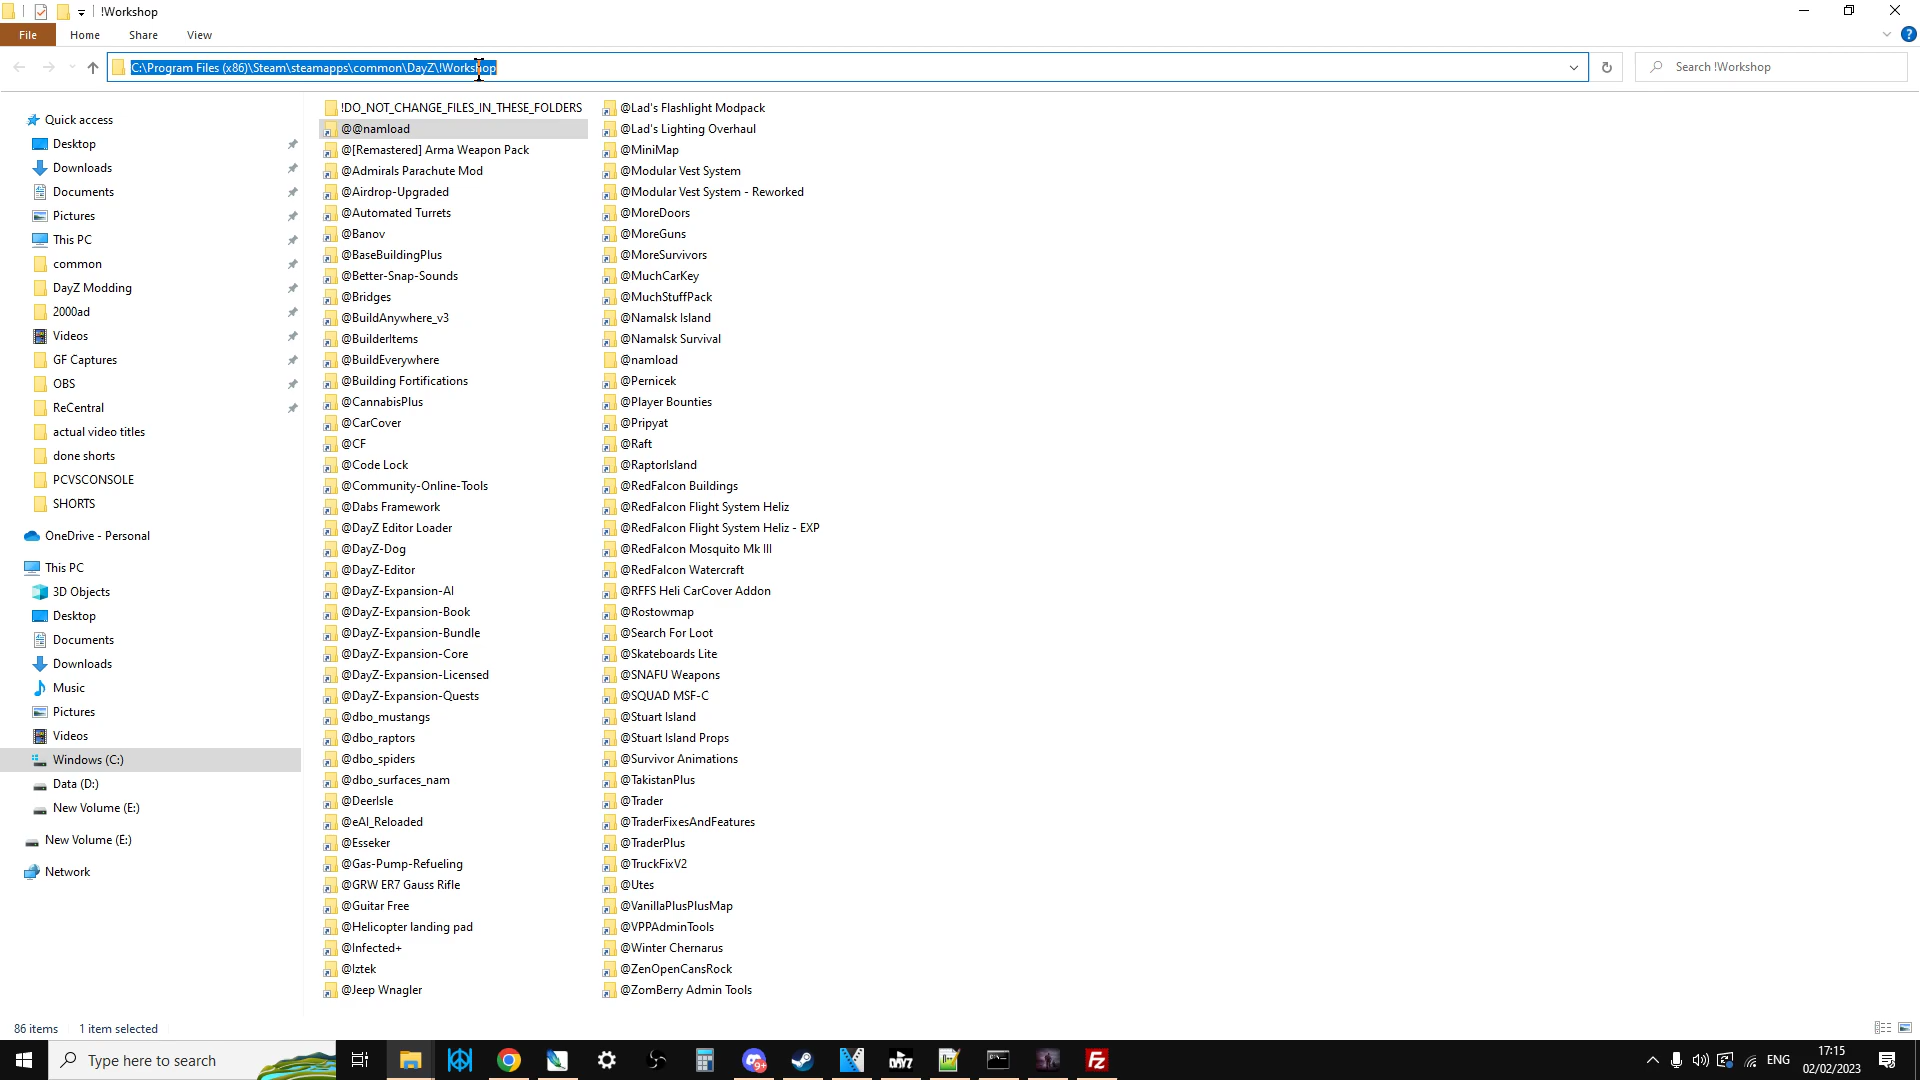 !Workshop
File
Home
Share
View
C:\Program Files (x86)\Steam\steamapps\common\DayZ\!Workshop
Search !Workshop
Quick access
Desktop
Downloads
Documents
Pictures
This PC
common
DayZ Modding
2000ad
Videos
GF Captures
OBS
ReCentral
actual video titles
done shorts
PCVSCONSOLE
SHORTS
OneDrive - Personal
This PC
3D Objects
Desktop
Documents
Downloads
Music
Pictures
Videos
Windows (C:)
Data (D:)
New Volume (E:)
New Volume (E:)
Network
!DO_NOT_CHANGE_FILES_IN_THESE_FOLDERS
@@namload
@[Remastered] Arma Weapon Pack
@Admirals Parachute Mod
@Airdrop-Upgraded
@Automated Turrets
@Banov
@BaseBuildingPlus
@Better-Snap-Sounds
@Bridges
@BuildAnywhere_v3
@BuilderItems
@BuildEverywhere
@Building Fortifications
@CannabisPlus
@CarCover
@CF
@Code Lock
@Community-Online-Tools
@Dabs Framework
@DayZ Editor Loader
@DayZ-Dog
@DayZ-Editor
@DayZ-Expansion-AI
@DayZ-Expansion-Book
@DayZ-Expansion-Bundle
@DayZ-Expansion-Core
@DayZ-Expansion-Licensed
@DayZ-Expansion-Quests
@dbo_mustangs
@dbo_raptors
@dbo_spiders
@dbo_surfaces_nam
@DeerIsle
@eAI_Reloaded
@Esseker
@Gas-Pump-Refueling
@GRW ER7 Gauss Rifle
@Guitar Free
@Helicopter landing pad
@Infected+
@Iztek
@Jeep Wnagler
@Lad's Flashlight Modpack
@Lad's Lighting Overhaul
@MiniMap
@Modular Vest System
@Modular Vest System - Reworked
@MoreDoors
@MoreGuns
@MoreSurvivors
@MuchCarKey
@MuchStuffPack
@Namalsk Island
@Namalsk Survival
@namload
@Pernicek
@Player Bounties
@Pripyat
@Raft
@RaptorIsland
@RedFalcon Buildings
@RedFalcon Flight System Heliz
@RedFalcon Flight System Heliz - EXP
@RedFalcon Mosquito Mk III
@RedFalcon Watercraft
@RFFS Heli CarCover Addon
@Rostowmap
@Search For Loot
@Skateboards Lite
@SNAFU Weapons
@SQUAD MSF-C
@Stuart Island
@Stuart Island Props
@Survivor Animations
@TakistanPlus
@Trader
@TraderFixesAndFeatures
@TraderPlus
@TruckFixV2
@Utes
@VanillaPlusPlusMap
@VPPAdminTools
@Winter Chernarus
@ZenOpenCansRock
@ZomBerry Admin Tools
86 items
1 item selected
Type here to search
9+
DAYZ
ENG
17:15
02/02/2023